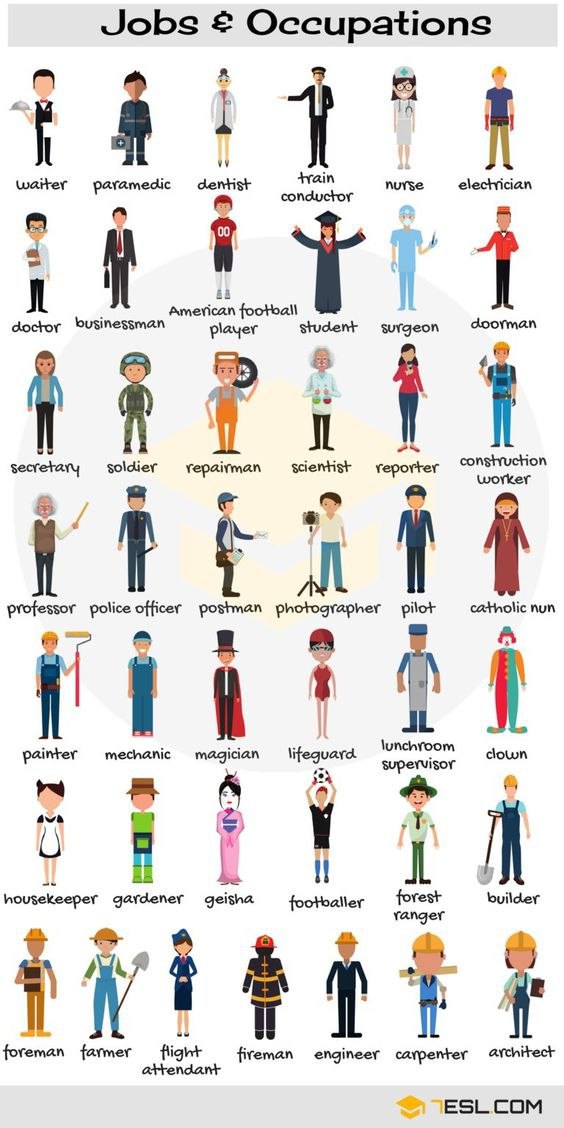 Jobs & Occupations
waiter
paramedic
dentist
train
conductor
nurse
electrician
doctor
businessman
00
American football
player
student
surgeon
doorman
secretary
soldier
repairman
scientist
reporter
construction
worker
professor
police officer
postman
photographer
pilot
catholic nun
painter
mechanic
magician
lifeguard
lunchroom
supervisor
clown
housekeeper
gardener
geisha
footballer
forest
ranger
builder
foreman
farmer
flight
attendant
fireman
engineer
carpenter
architect
7ESL.COM